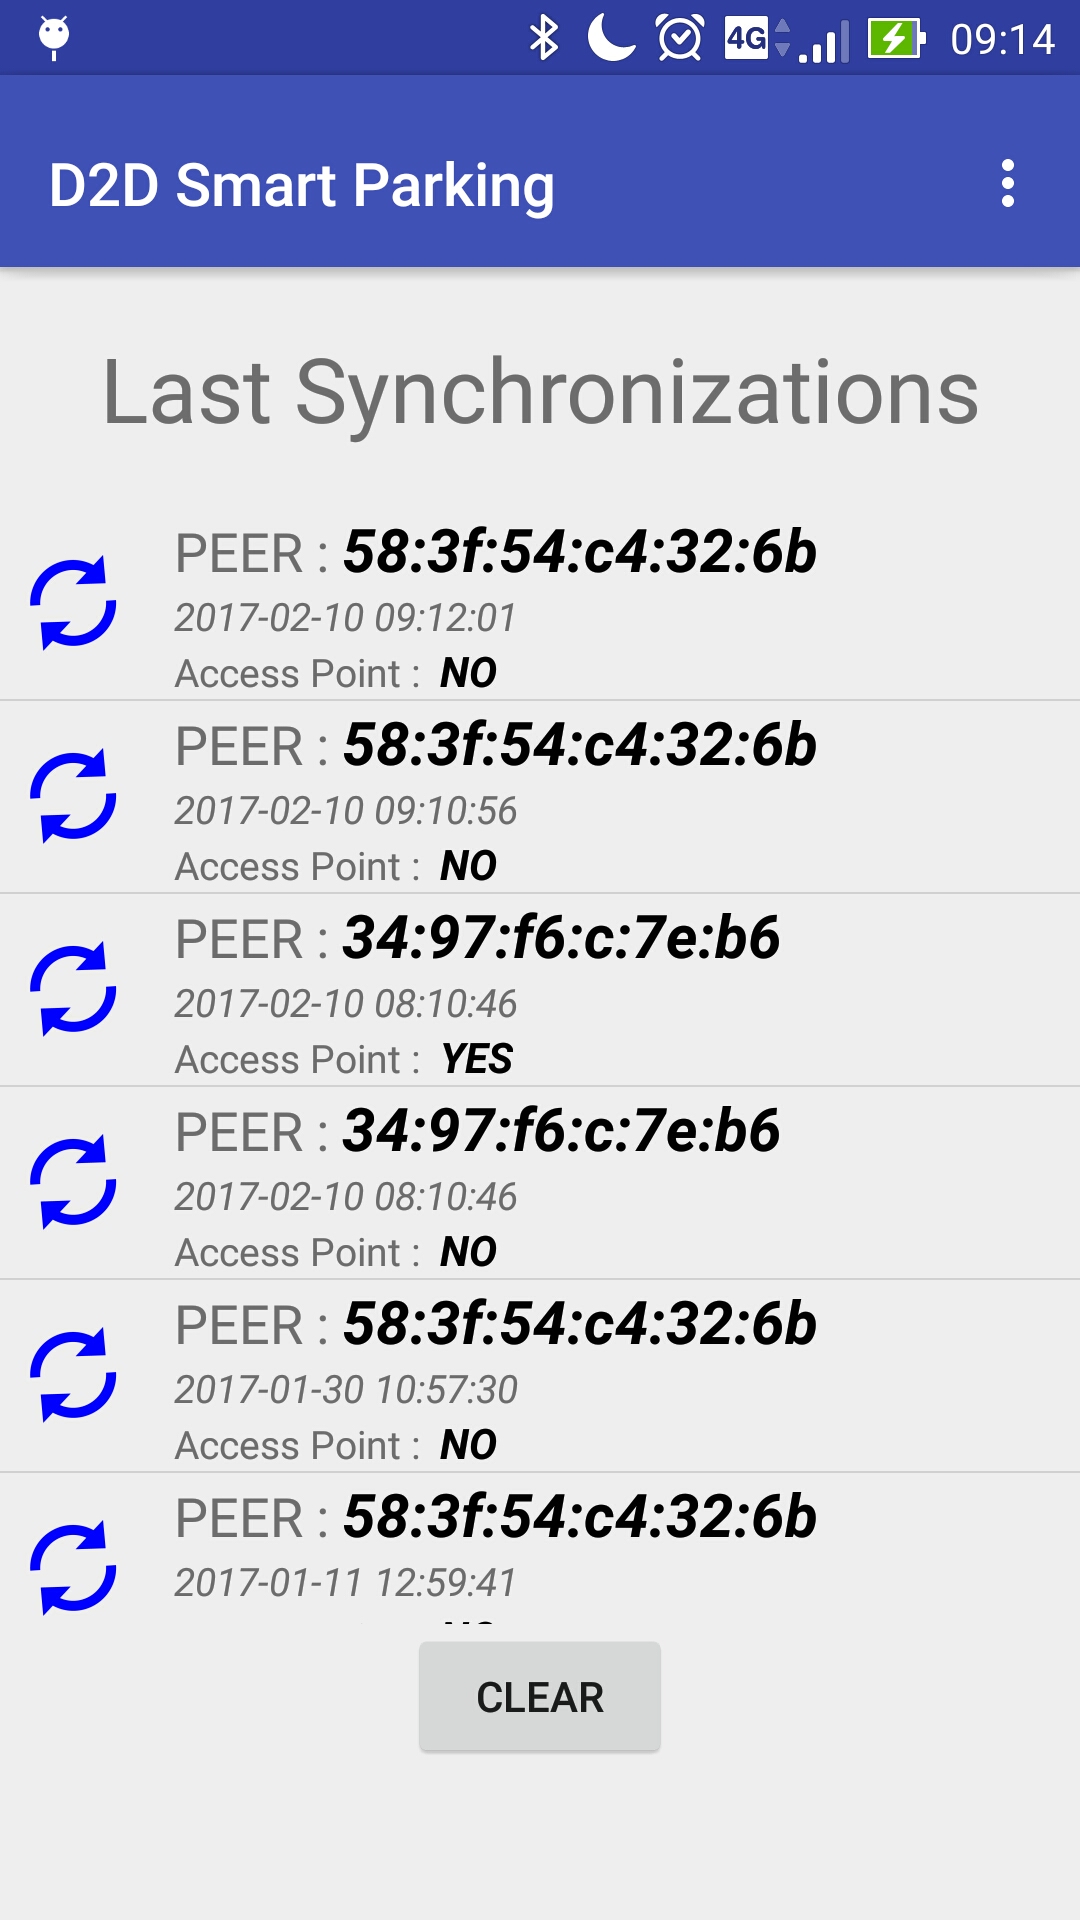 4G 09:14
D2D Smart Parking
Last Synchronizations
PEER : 58:3f:54:c4:32:6b
2017-02-10 09:12:01
Access Point : NO
PEER : 58:3f:54:c4:32:6b
2017-02-10 09:10:56
Access Point : NO
PEER : 34:97:f6:c:7e:b6
2017-02-10 08:10:46
Access Point : YES
PEER : 34:97:f6:c:7e:b6
2017-02-10 08:10:46
Access Point : NO
PEER : 58:3f:54:c4:32:6b
2017-01-30 10:57:30
Access Point : NO
PEER : 58:3f:54:c4:32:6b
2017-01-11 12:59:41
CLEAR